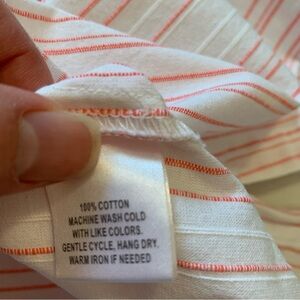 100% COTTON
MACHINE WASH COLD
WITH LIKE COLORS.
GENTLE CYCLE, HANG DRY.
WARM IRON IF NEEDED